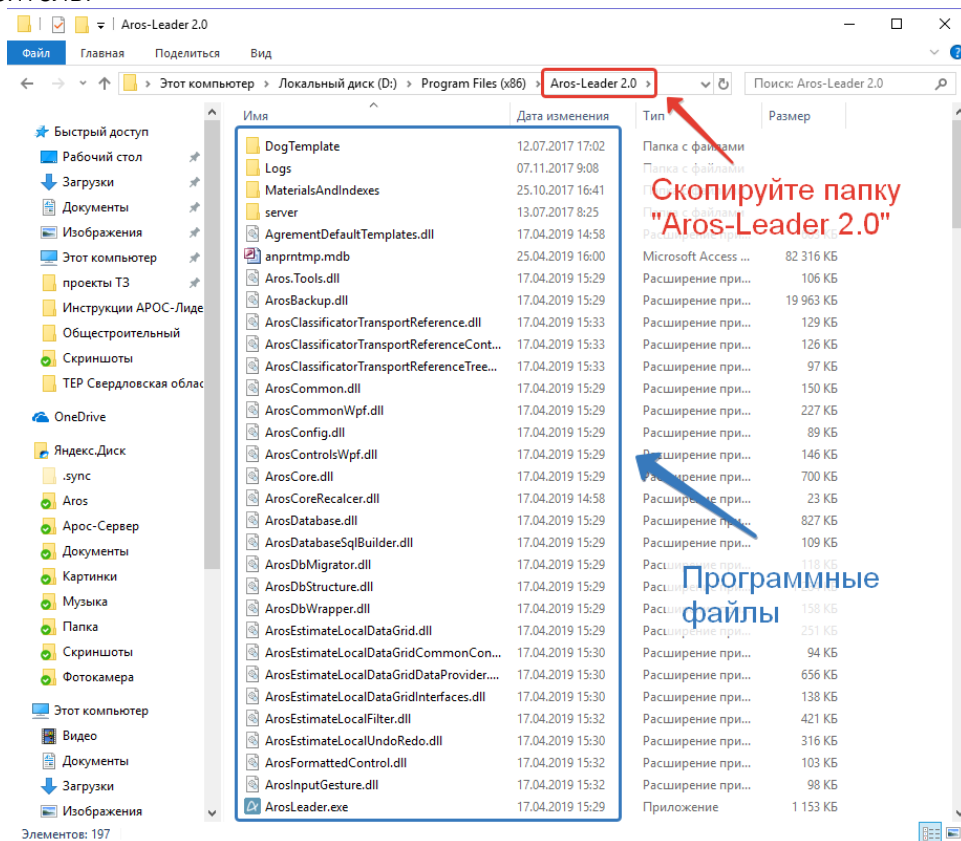 Aros-Leader 2.0
Файл Главная Поделиться Вид
Этот компьютер › Локальный диск (D:) › Program Files (x86) › Aros-Leader 2.0 ›
Поиск: Aros-Leader 2.0
Имя Дата изменения Тип Размер
Быстрый доступ
Рабочий стол
Загрузки
Документы
Изображения
Этот компьютер
проекты ТЗ
Инструкции АРОС-Лиде
Общестроительный
Скриншоты
ТЕР Свердловская облас
OneDrive
Яндекс.Диск
.sync
Aros
Арос-Сервер
Документы
Картинки
Музыка
Папка
Скриншоты
Фотокамера
Этот компьютер
Видео
Документы
Загрузки
Изображения
DogTemplate 12.07.2017 17:02 Папка с файлами
Logs 07.11.2017 9:08 Папка с файлами
MaterialsAndIndexes 25.10.2017 16:41
server 13.07.2017 8:25 Папка с файлами
AgrementDefaultTemplates.dll 17.04.2019 14:58
anprntmp.mdb 25.04.2019 16:00 Microsoft Access ... 82 316 КБ
Aros.Tools.dll 17.04.2019 15:29 Расширение при... 106 КБ
ArosBackup.dll 17.04.2019 15:29 Расширение при... 19 963 КБ
ArosClassificatorTransportReference.dll 17.04.2019 15:33 Расширение при... 129 КБ
ArosClassificatorTransportReferenceCont... 17.04.2019 15:33 Расширение при... 126 КБ
ArosClassificatorTransportReferenceTree... 17.04.2019 15:33 Расширение при... 97 КБ
ArosCommon.dll 17.04.2019 15:29 Расширение при... 150 КБ
ArosCommonWpf.dll 17.04.2019 15:29 Расширение при... 227 КБ
ArosConfig.dll 17.04.2019 15:29 Расширение при... 89 КБ
ArosControlsWpf.dll 17.04.2019 15:29 Расширение при... 146 КБ
ArosCore.dll 17.04.2019 15:29 Расширение при... 700 КБ
ArosCoreRecalcer.dll 17.04.2019 14:58 Расширение при... 23 КБ
ArosDatabase.dll 17.04.2019 15:29 Расширение при... 827 КБ
ArosDatabaseSqlBuilder.dll 17.04.2019 15:29 Расширение при... 109 КБ
ArosDbMigrator.dll 17.04.2019 15:29 Расширение при... 118 КБ
ArosDbStructure.dll 17.04.2019 15:29
ArosDbWrapper.dll 17.04.2019 15:29 Расширение при... 158 КБ
ArosEstimateLocalDataGrid.dll 17.04.2019 15:29 Расширение при... 251 КБ
ArosEstimateLocalDataGridCommonCon... 17.04.2019 15:30 Расширение при... 94 КБ
ArosEstimateLocalDataGridDataProvider.... 17.04.2019 15:30 Расширение при... 656 КБ
ArosEstimateLocalDataGridInterfaces.dll 17.04.2019 15:30 Расширение при... 138 КБ
ArosEstimateLocalFilter.dll 17.04.2019 15:32 Расширение при... 421 КБ
ArosEstimateLocalUndoRedo.dll 17.04.2019 15:30 Расширение при... 316 КБ
ArosFormattedControl.dll 17.04.2019 15:32 Расширение при... 103 КБ
ArosInputGesture.dll 17.04.2019 15:32 Расширение при... 98 КБ
ArosLeader.exe 17.04.2019 15:29 Приложение 1 153 КБ
Скопируйте папку
"Aros-Leader 2.0"
Программные
файлы
Элементов: 197